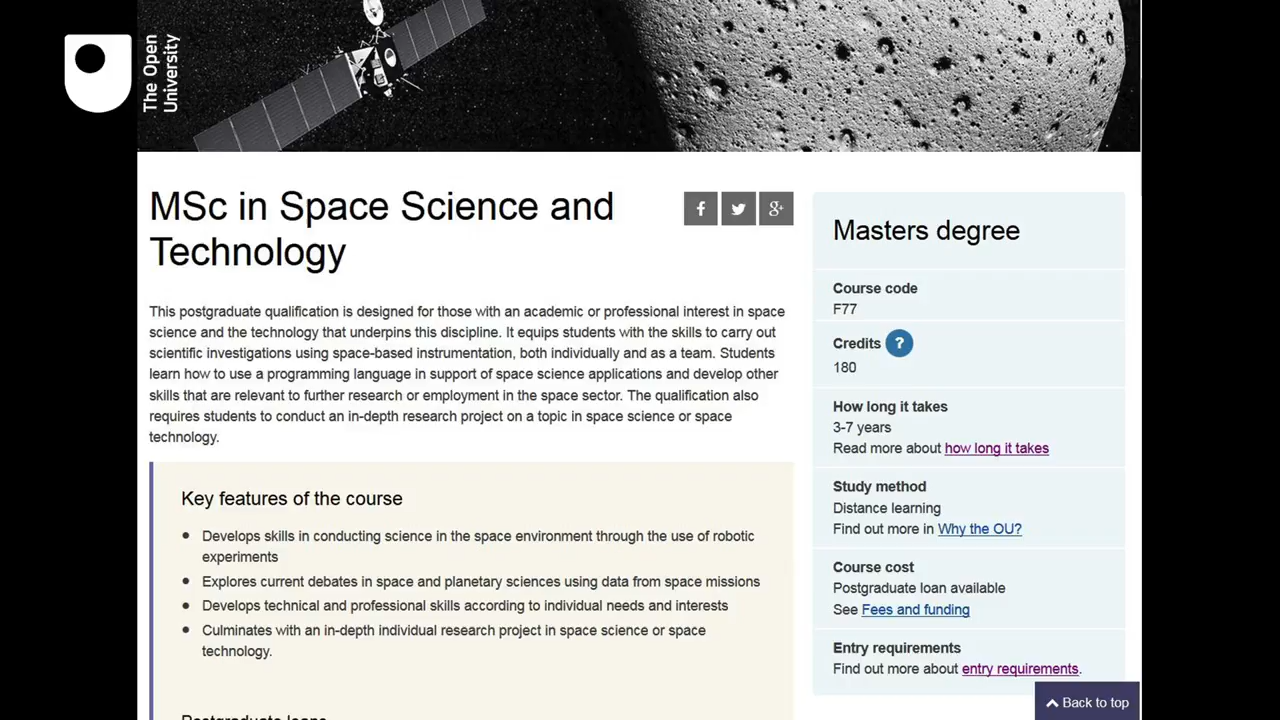 The Open
University
MSc in Space Science and
Technology
f
g+
This postgraduate qualification is designed for those with an academic or professional interest in space
science and the technology that underpins this discipline. It equips students with the skills to carry out
scientific investigations using space-based instrumentation, both individually and as a team. Students
learn how to use a programming language in support of space science applications and develop other
skills that are relevant to further research or employment in the space sector. The qualification also
requires students to conduct an in-depth research project on a topic in space science or space
technology.
Key features of the course
● Develops skills in conducting science in the space environment through the use of robotic
experiments
● Explores current debates in space and planetary sciences using data from space missions
● Develops technical and professional skills according to individual needs and interests
● Culminates with an in-depth individual research project in space science or space
technology.
Postgraduate loans
Masters degree
Course code
F77
Credits ?
180
How long it takes
3-7 years
Read more about how long it takes
Study method
Distance learning
Find out more in Why the OU?
Course cost
Postgraduate loan available
See Fees and funding
Entry requirements
Find out more about entry requirements.
Back to top